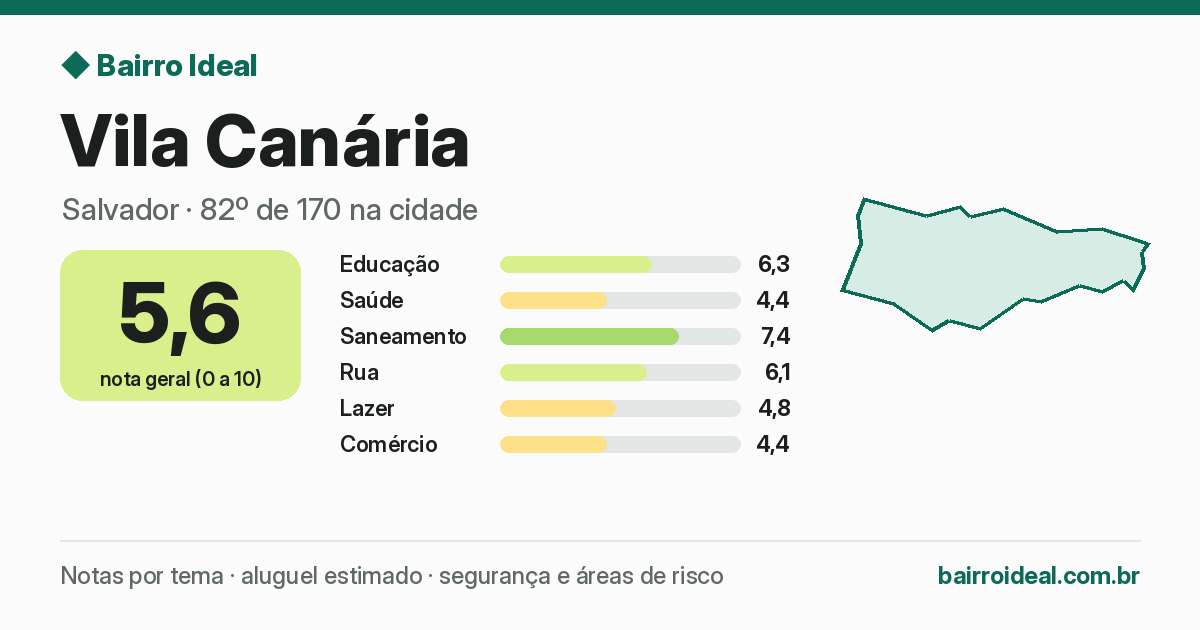 Bairro Ideal
Vila Canária
Salvador · 82º de 170 na cidade
5,6
nota geral (0 a 10)
Educação 6,3
Saúde 4,4
Saneamento 7,4
Rua 6,1
Lazer 4,8
Comércio 4,4
Notas por tema · aluguel estimado · segurança e áreas de risco
bairroideal.com.br